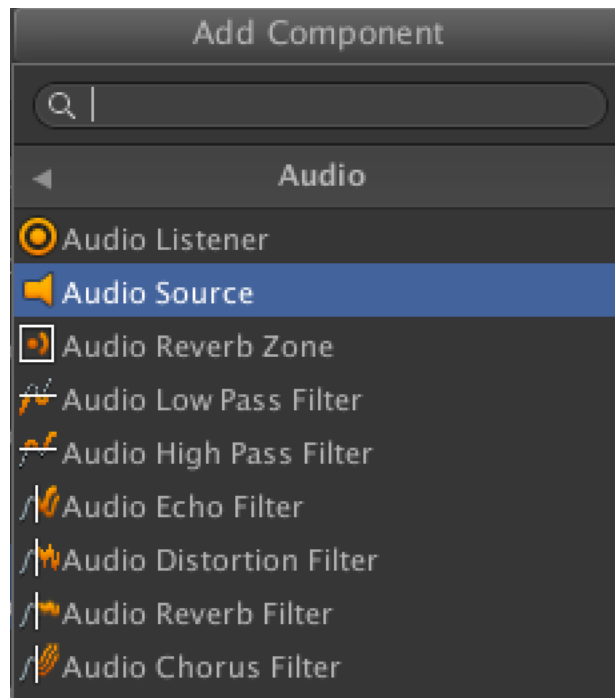 Add Component
Audio
Audio Listener
Audio Source
Audio Reverb Zone
Audio Low Pass Filter
Audio High Pass Filter
Audio Echo Filter
Audio Distortion Filter
Audio Reverb Filter
Audio Chorus Filter